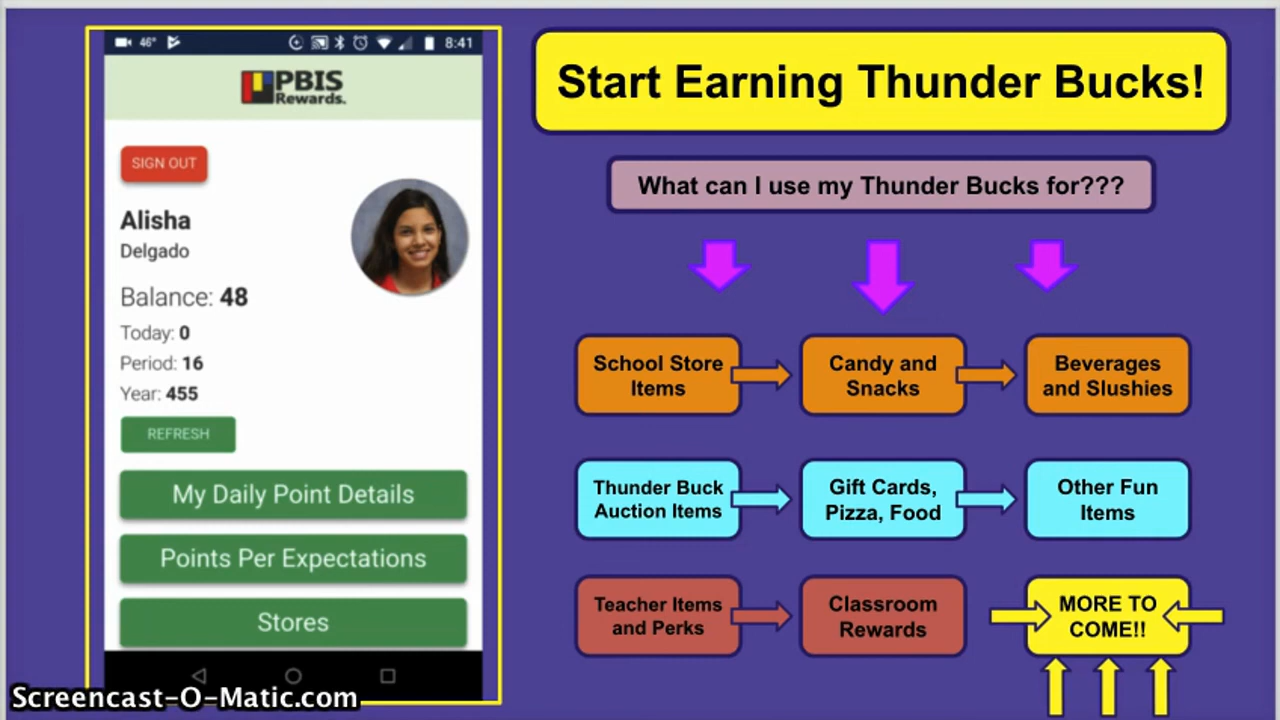 46° 8:41
PBIS
Rewards.
SIGN OUT
Alisha
Delgado
Balance: 48
Today: 0
Period: 16
Year: 455
REFRESH
My Daily Point Details
Points Per Expectations
Stores
Screencast-O-Matic.com
Start Earning Thunder Bucks!
What can I use my Thunder Bucks for???
School Store
Items
Candy and
Snacks
Beverages
and Slushies
Thunder Buck
Auction Items
Gift Cards,
Pizza, Food
Other Fun
Items
Teacher Items
and Perks
Classroom
Rewards
MORE TO
COME!!